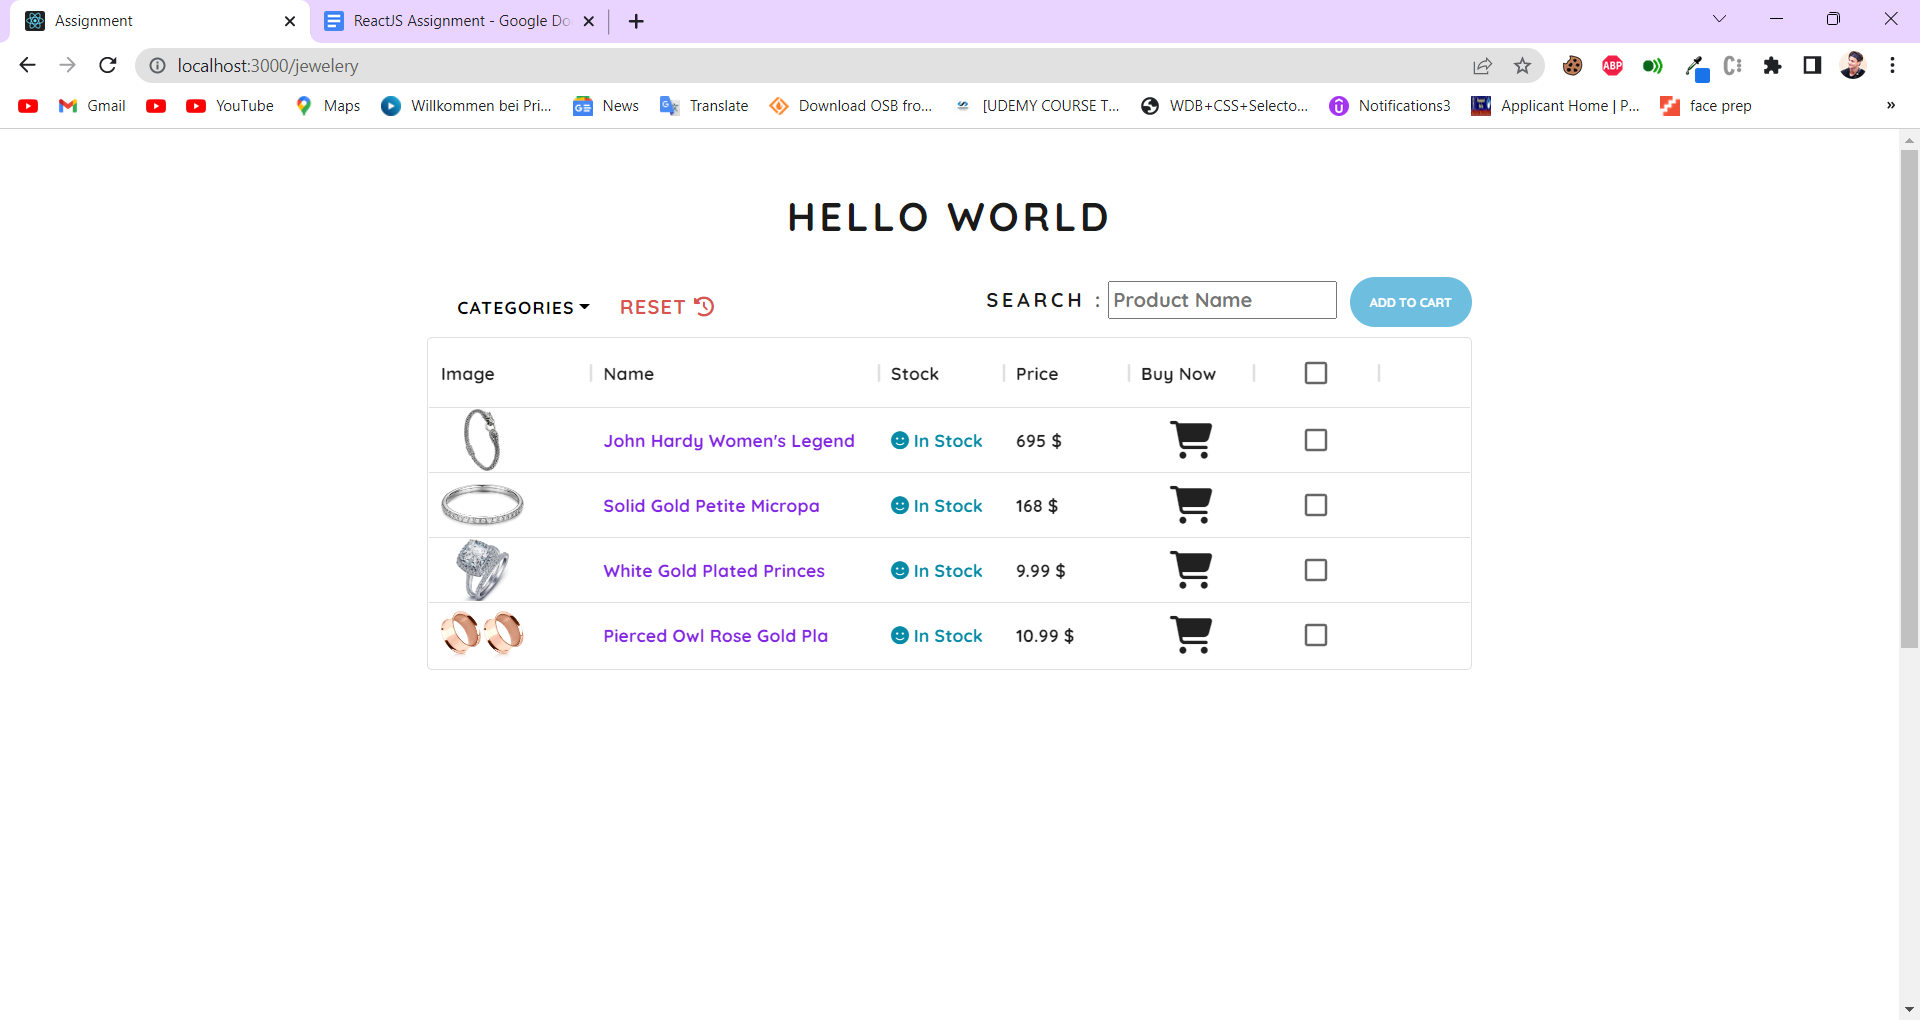 Assignment
ReactJS Assignment - Google Do
localhost:3000/jewelery
ABP
Gmail
YouTube
Maps
Willkommen bei Pri...
News
Translate
Download OSB fro...
[UDEMY COURSE T...
WDB+CSS+Selecto...
Notifications3
Applicant Home | P...
face prep
»
HELLO WORLD
CATEGORIES
RESET
SEARCH :
Product Name
ADD TO CART
Image Name Stock Price Buy Now
John Hardy Women's Legend In Stock 695 $
Solid Gold Petite Micropa In Stock 168 $
White Gold Plated Princes In Stock 9.99 $
Pierced Owl Rose Gold Pla In Stock 10.99 $